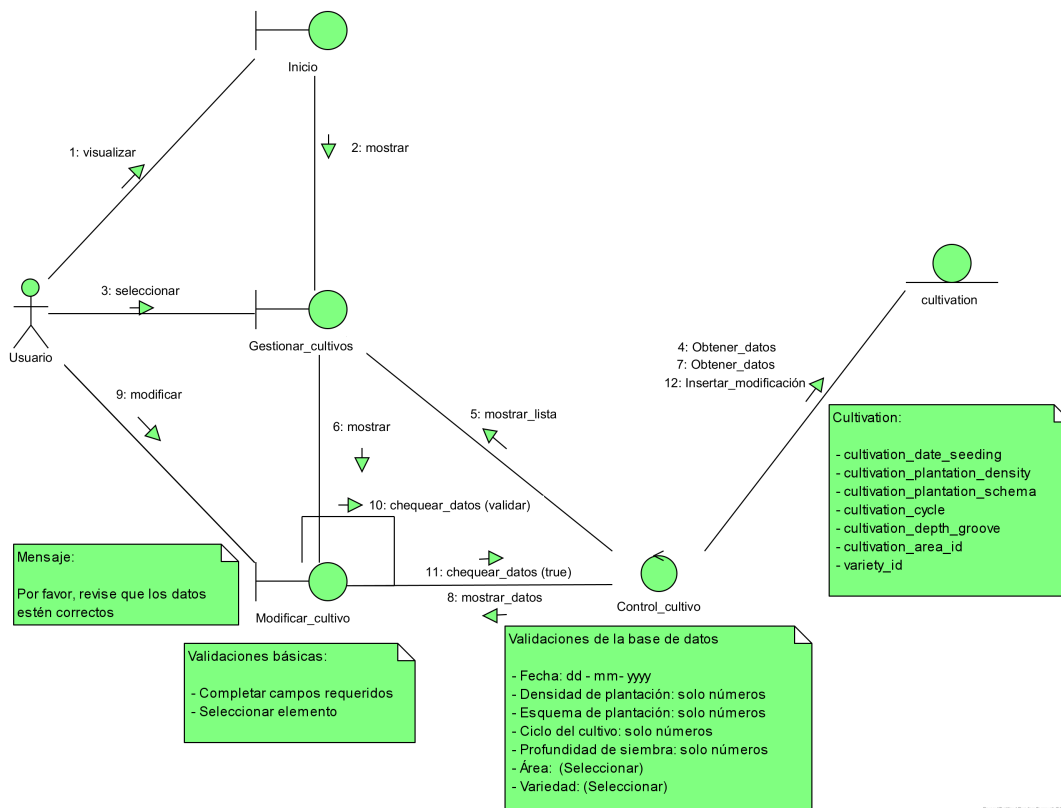 Inicio
1: visualizar
2: mostrar
3: seleccionar
Usuario
Gestionar_cultivos
cultivation
4: Obtener_datos
7: Obtener_datos
12: Insertar_modificación
9: modificar
5: mostrar_lista
6: mostrar
10: chequear_datos (validar)
11: chequear_datos (true)
8: mostrar_datos
Modificar_cultivo
Control_cultivo
Cultivation:
- cultivation_date_seeding
- cultivation_plantation_density
- cultivation_plantation_schema
- cultivation_cycle
- cultivation_depth_groove
- cultivation_area_id
- variety_id
Mensaje:
Por favor, revise que los datos
estén correctos
Validaciones básicas:
- Completar campos requeridos
- Seleccionar elemento
Validaciones de la base de datos
- Fecha: dd - mm- yyyy
- Densidad de plantación: solo números
- Esquema de plantación: solo números
- Ciclo del cultivo: solo números
- Profundidad de siembra: solo números
- Área: (Seleccionar)
- Variedad: (Seleccionar)